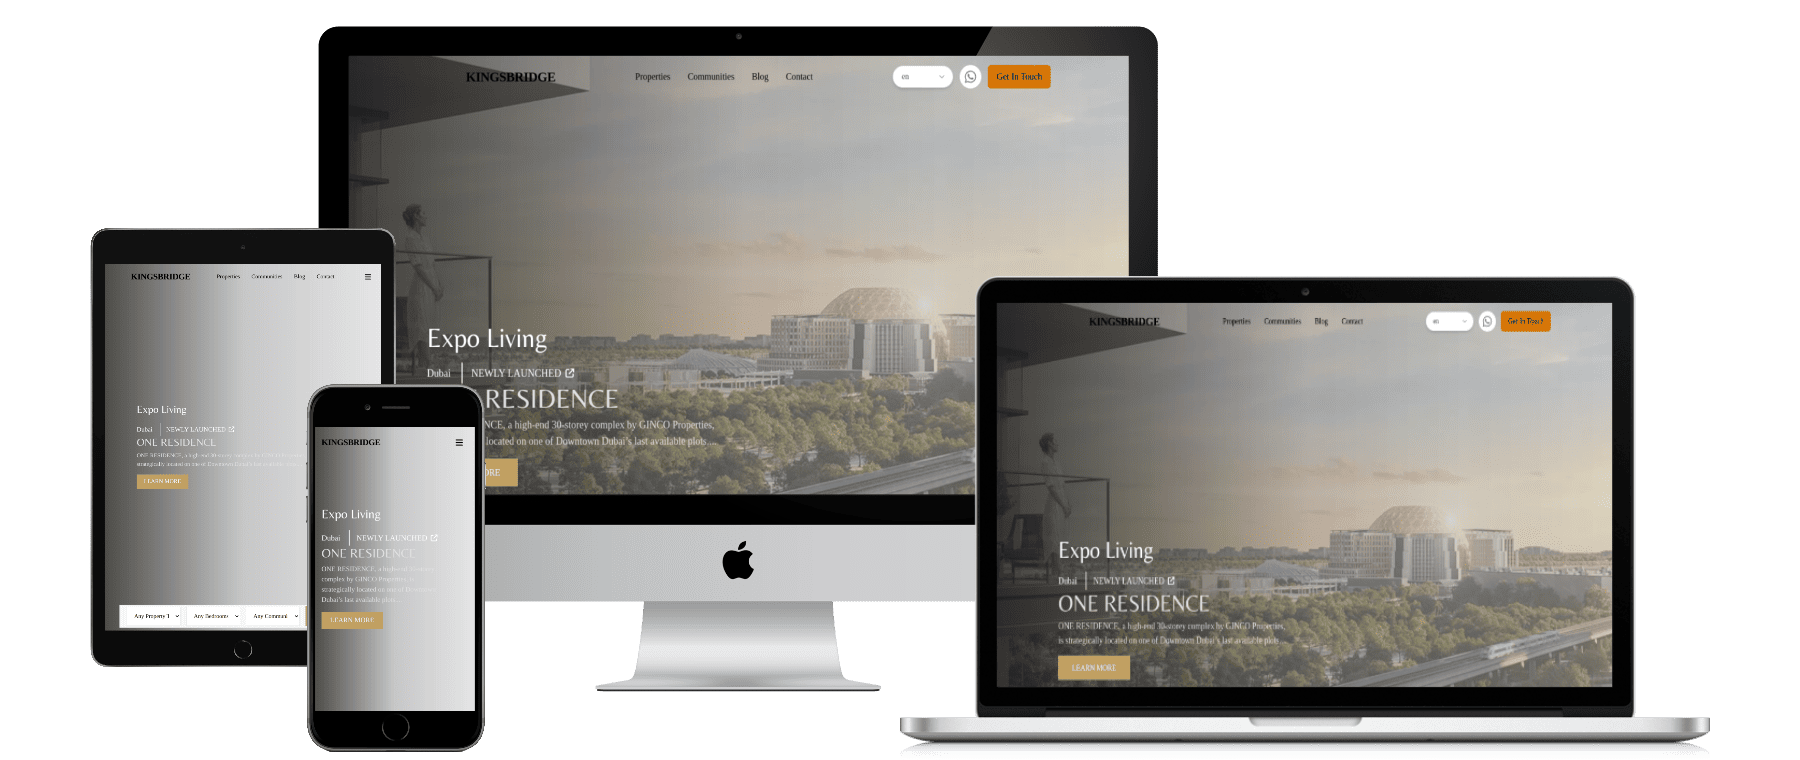 KINGSBRIDGE Properties Communities Blog Contact en Get In Touch
Expo Living
Dubai NEWLY LAUNCHED
RESIDENCE
NCE, a high-end 30-storey complex by GINCO Properties,
located on one of Downtown Dubai's last available plots....
ORE
KINGSBRIDGE Properties Communities Blog Contact
Expo Living
Dubai NEWLY LAUNCHED
ONE RESIDENCE
ONE RESIDENCE, a high-end 30-storey complex by GINCO
strategically located on one of Downtown Dubai's last available
LEARN MORE
Any Property T Any Bedrooms Any Communi
KINGSBRIDGE
Expo Living
Dubai NEWLY LAUNCHED
ONE RESIDENCE
ONE RESIDENCE, a high-end 30-storey
complex by GINCO Properties, is
strategically located on one of Downtown
Dubai's last available plots...
LEARN MORE
KINGSBRIDGE Properties Communities Blog Contact en Get In Touch
Expo Living
Dubai NEWLY LAUNCHED
ONE RESIDENCE
ONE RESIDENCE, a high-end 30-storey complex by GINCO Properties,
is strategically located on one of Downtown Dubai's last available plots...
LEARN MORE